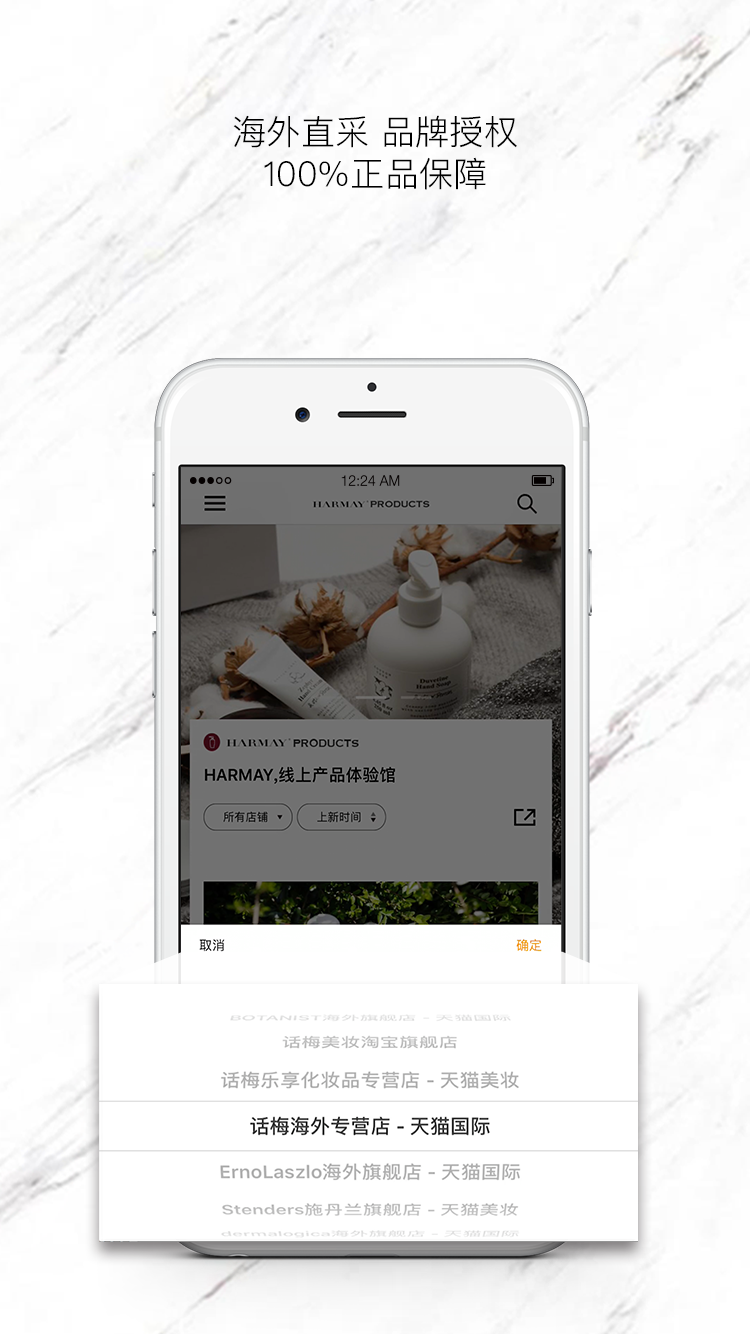 海外直采 品牌授权
100%正品保障
12:24 AM
HARMAY PRODUCTS
HARMAY PRODUCTS
HARMAY,线上产品体验馆
所有店铺
上新时间
取消
确定
BOTANIST海外旗舰店 - 天猫国际
话梅美妆淘宝旗舰店
话梅乐享化妆品专营店 - 天猫美妆
话梅海外专营店 - 天猫国际
ErnoLaszlo海外旗舰店 - 天猫国际
Stenders施丹兰旗舰店 - 天猫美妆
dermalogica海外旗舰店 - 天猫国际